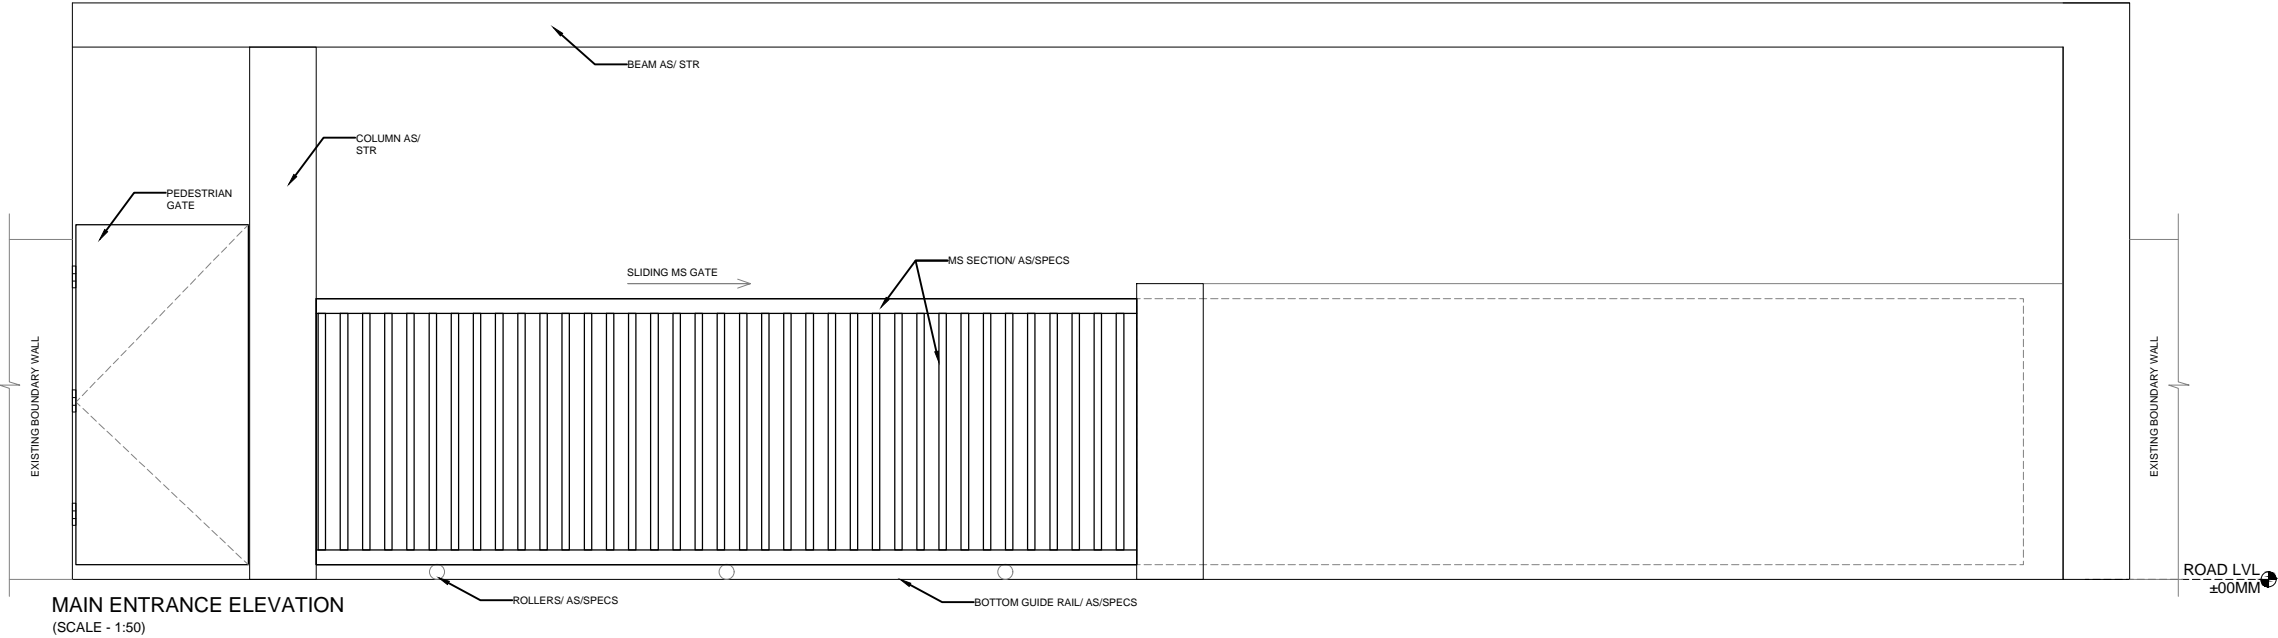 BEAM AS/ STR
COLUMN AS/
STR
PEDESTRIAN
GATE
MS SECTION/ AS/SPECS
SLIDING MS GATE
EXISTING BOUNDARY WALL
EXISTING BOUNDARY WALL
ROAD LVL
±00MM
ROLLERS/ AS/SPECS
BOTTOM GUIDE RAIL/ AS/SPECS
MAIN ENTRANCE ELEVATION
(SCALE - 1:50)